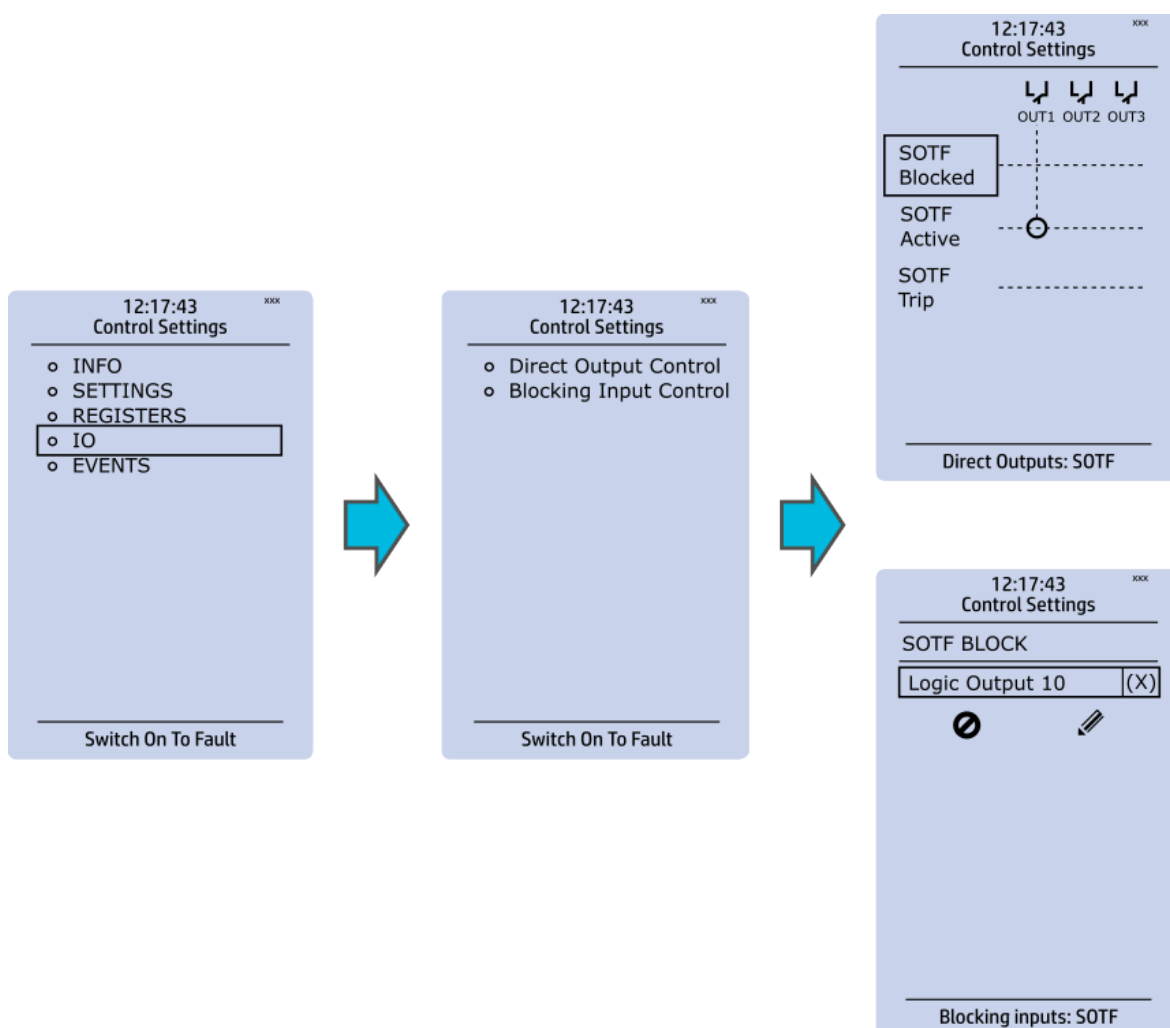 12:17:43 xxx
Control Settings
INFO
SETTINGS
REGISTERS
IO
EVENTS
Switch On To Fault
12:17:43 xxx
Control Settings
Direct Output Control
Blocking Input Control
Switch On To Fault
12:17:43 xxx
Control Settings
OUT1 OUT2 OUT3
SOTF
Blocked
SOTF
Active
SOTF
Trip
Direct Outputs: SOTF
12:17:43 xxx
Control Settings
SOTF BLOCK
Logic Output 10 (X)
Blocking inputs: SOTF